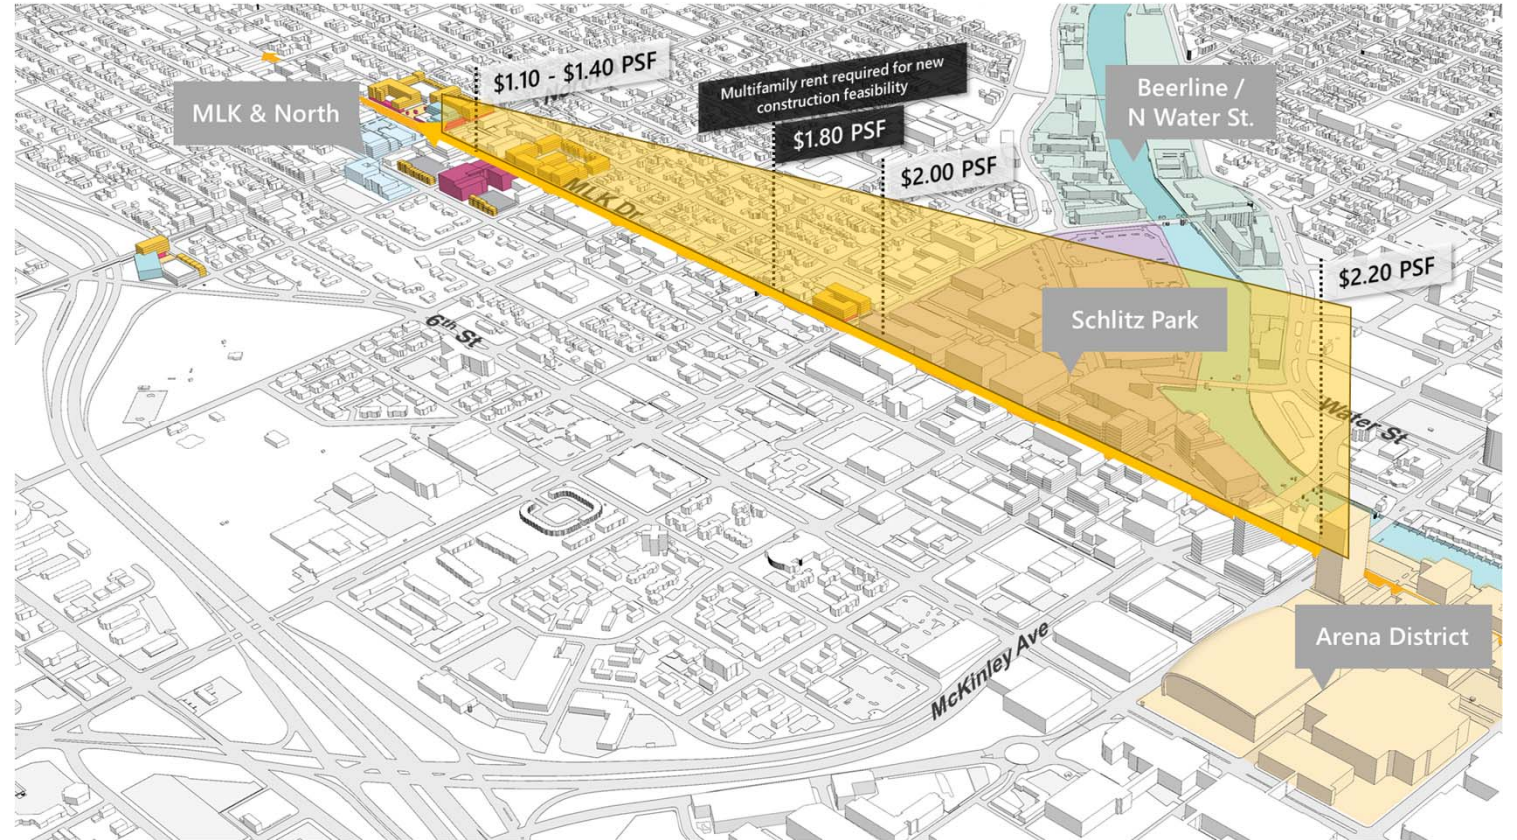 $1.10 - $1.40 PSF
Multifamily rent required for new
construction feasibility
$1.80 PSF
Beerline /
N Water St.
MLK & North
$2.00 PSF
MLK Dr
$2.20 PSF
Schlitz Park
6th St
Water St
McKinley Ave
Arena District